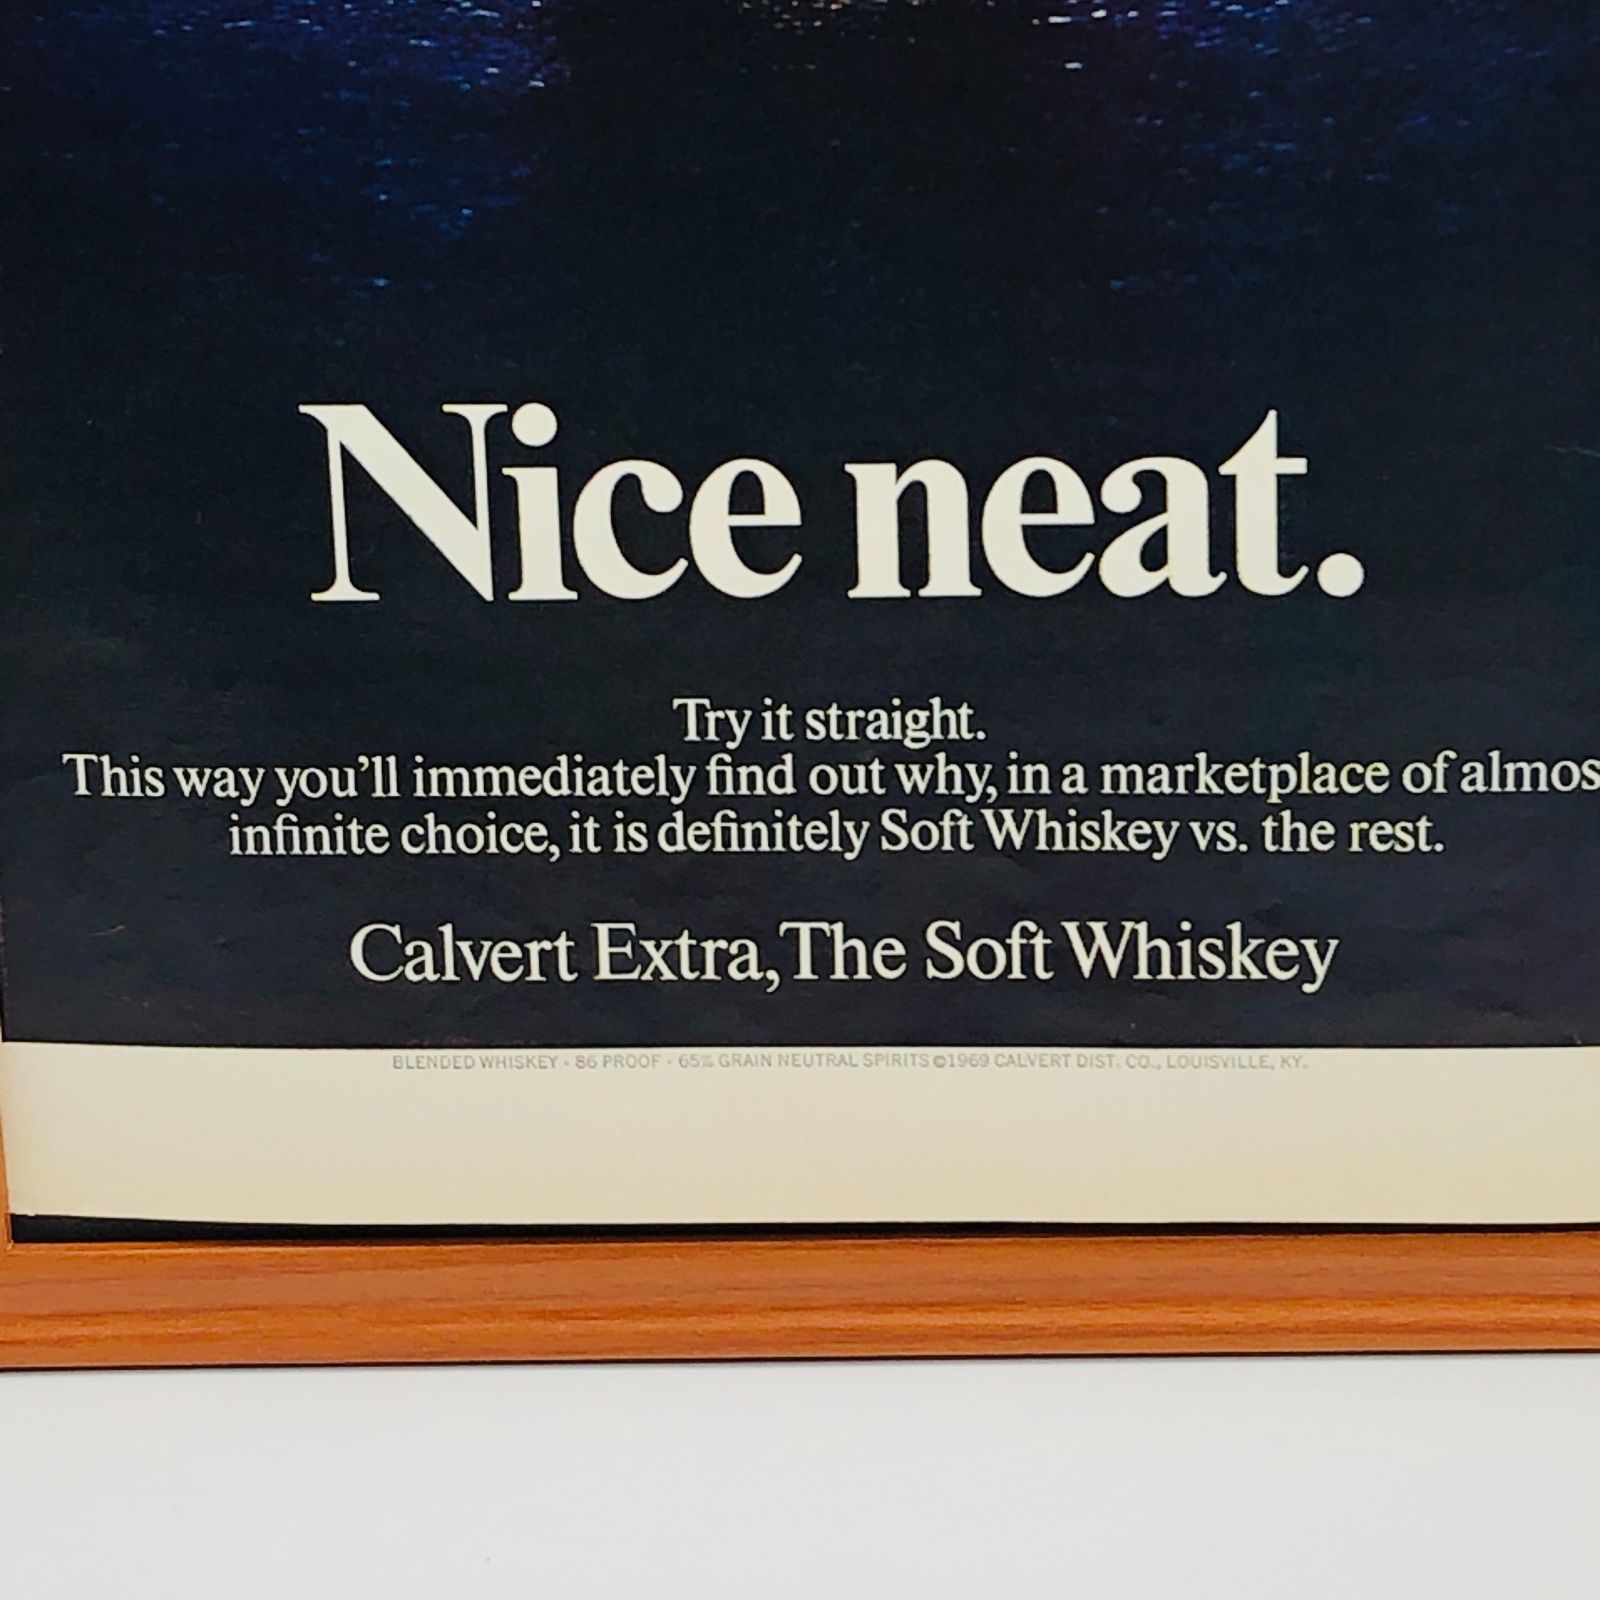 Nice neat.
Try it straight.
This way you'll immediately find out why, in a marketplace of almos
infinite choice, it is definitely Soft Whiskey vs. the rest.
Calvert Extra, The Soft Whiskey
BLENDED WHISKEY • 86 PROOF • 65% GRAIN NEUTRAL SPIRITS ©1969 CALVERT DIST. CO., LOUISVILLE, KY.